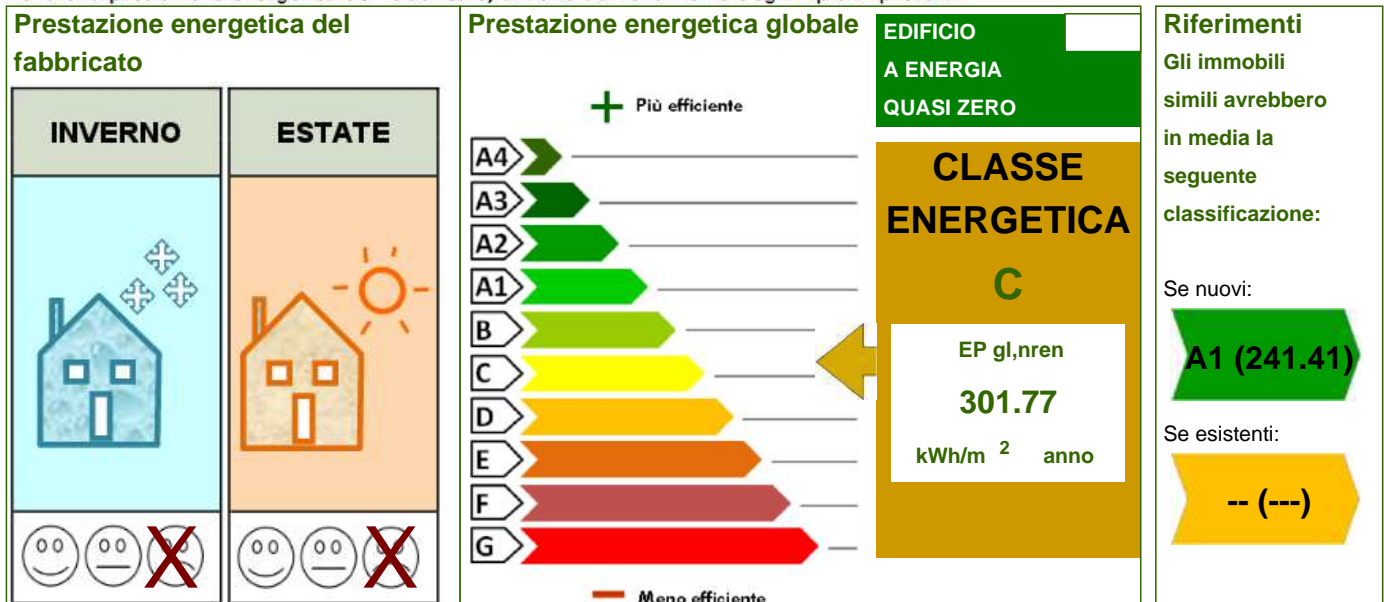 Prestazione energetica del
fabbricato
INVERNO
ESTATE
X
X
Prestazione energetica globale
+ Più efficiente
A4
A3
A2
A1
B
C
D
E
F
G
Meno efficiente
EDIFICIO
A ENERGIA
QUASI ZERO
CLASSE
ENERGETICA
C
EP gl,nren
301.77
kWh/m 2 anno
Riferimenti
Gli immobili
simili avrebbero
in media la
seguente
classificazione:
Se nuovi:
A1 (241.41)
Se esistenti:
-- (---)